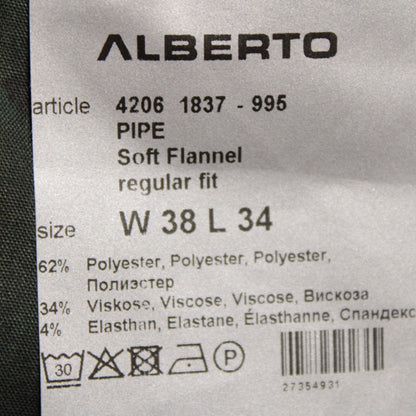 ALBERTO
article 4206 1837 - 995
PIPE
Soft Flannel
regular fit
size W 38 L 34
62% Polyester, Polyester, Polyester,
Полиэстер
34% Viskose, Viscose, Viscose, Вискоза
4% Elasthan, Elastane, Élasthanne, Спандекс
30 P
27354931